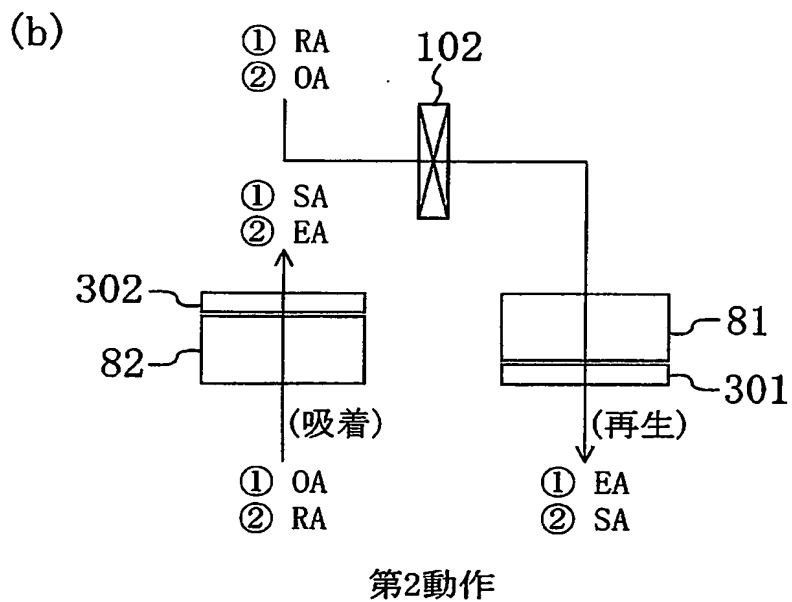 (b)
① RA
② OA
102
① SA
② EA
302
82
81
301
(吸着)
(再生)
① OA
② RA
① EA
② SA
第2動作